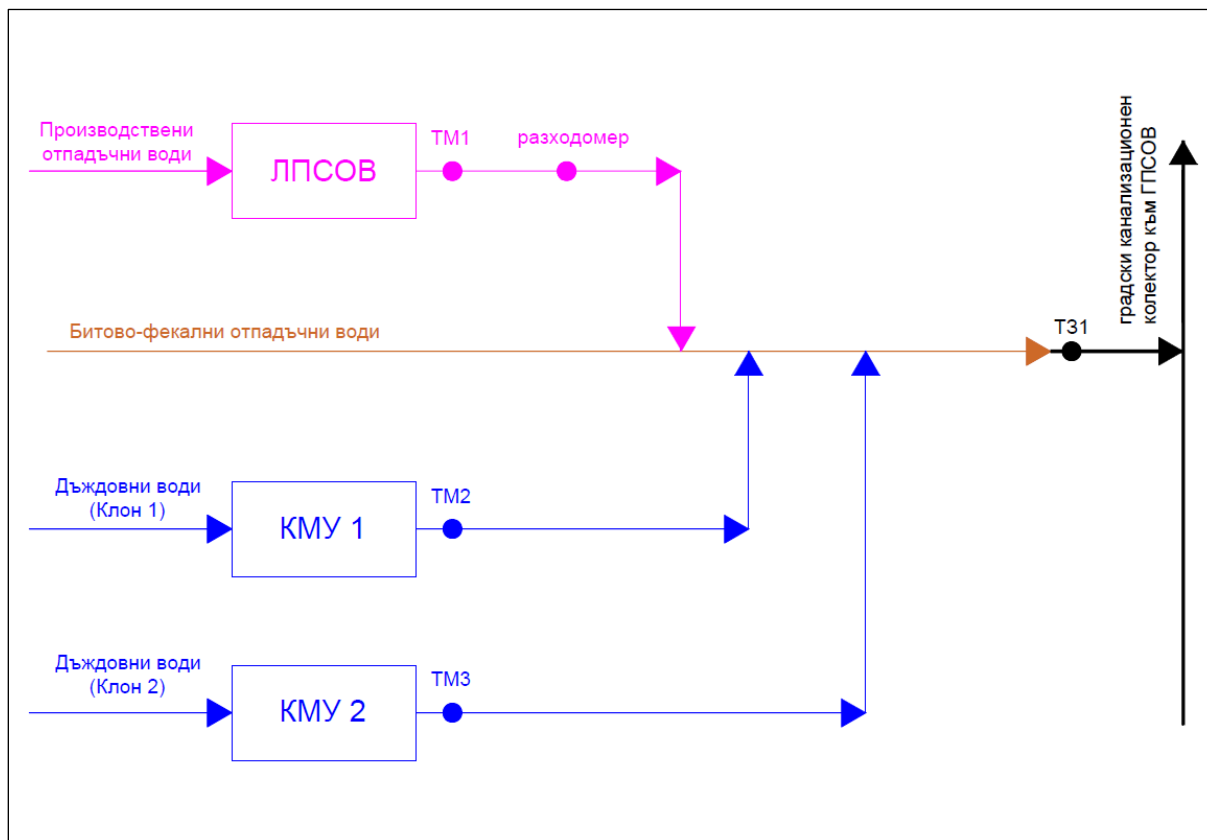 Производствени
отпадъчни води
ЛПСОВ
ТМ1
разходомер
Битово-фекални отпадъчни води
ТЗ1
градски канализационен
колектор към ГПСОВ
Дъждовни води
(Клон 1)
КМУ 1
ТМ2
Дъждовни води
(Клон 2)
КМУ 2
ТМ3